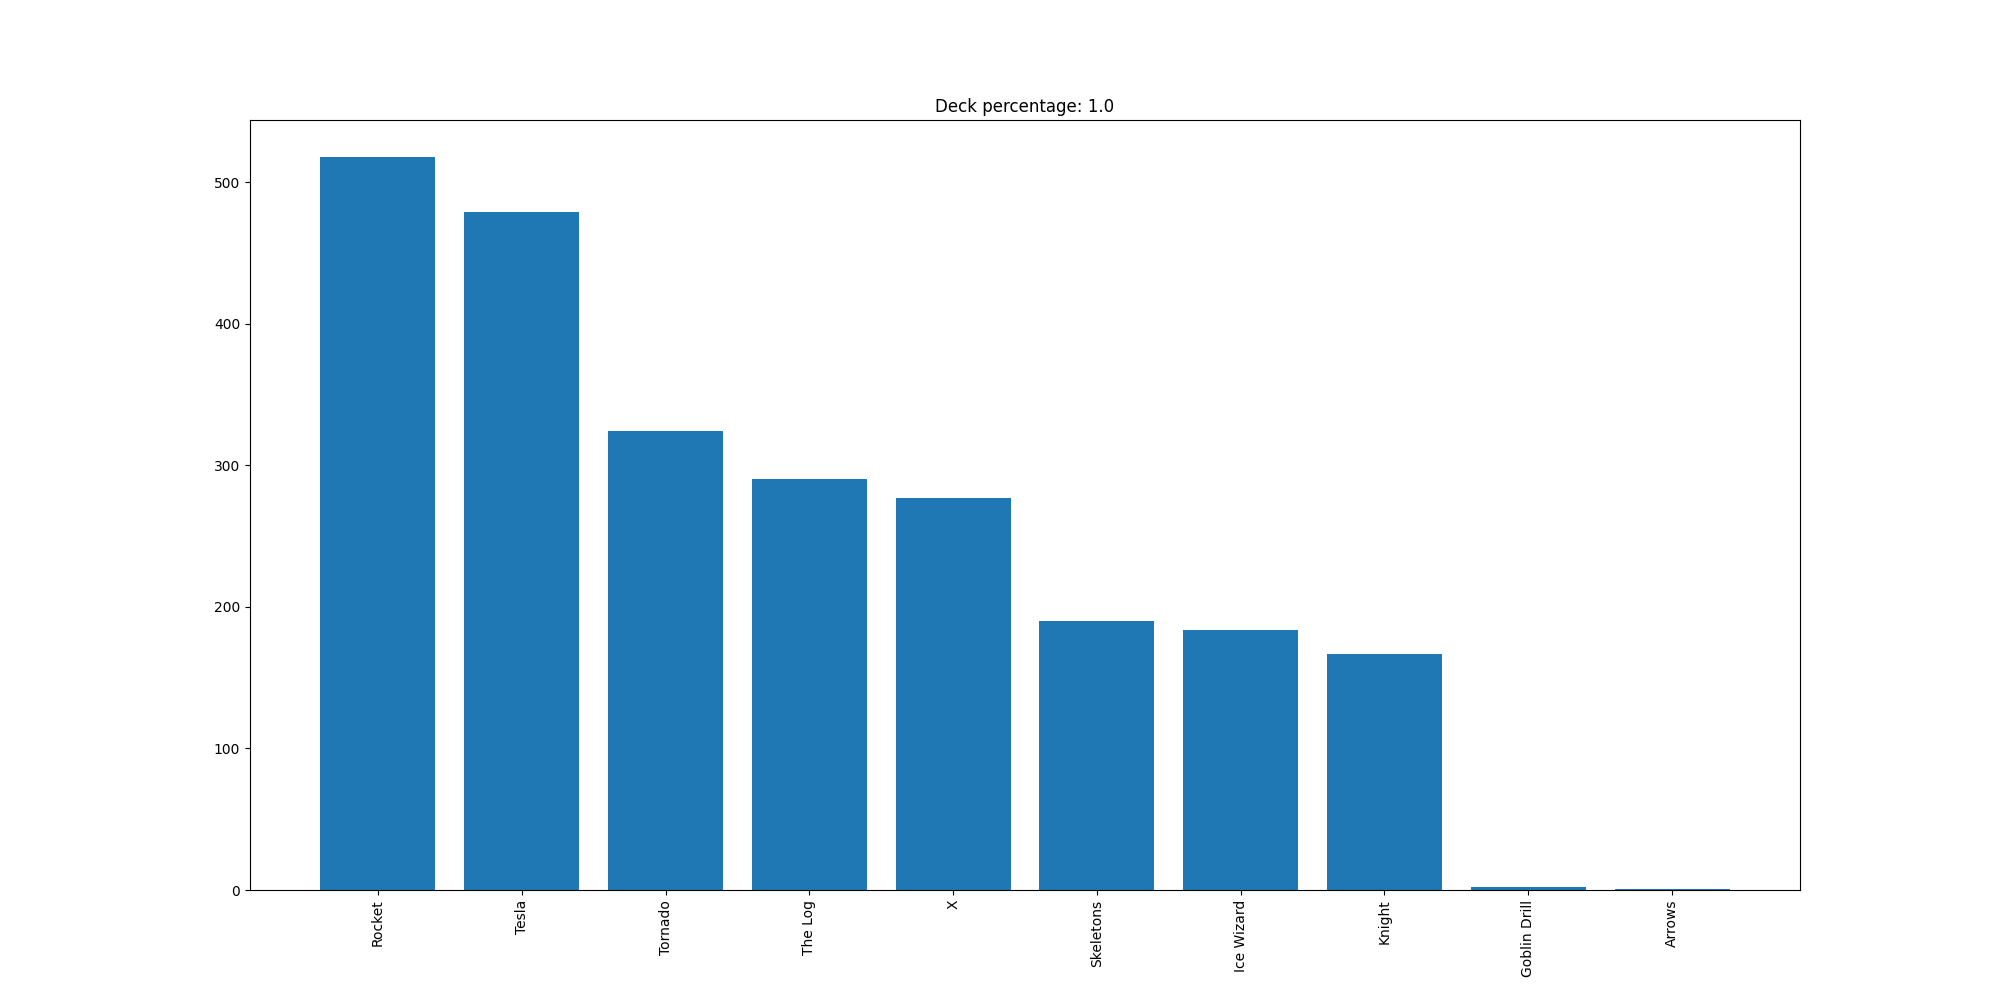 Deck percentage: 1.0
500
400
300
200
100
0
Rocket
Tesla
Tornado
The Log
X
Skeletons
Ice Wizard
Knight
Goblin Drill
Arrows